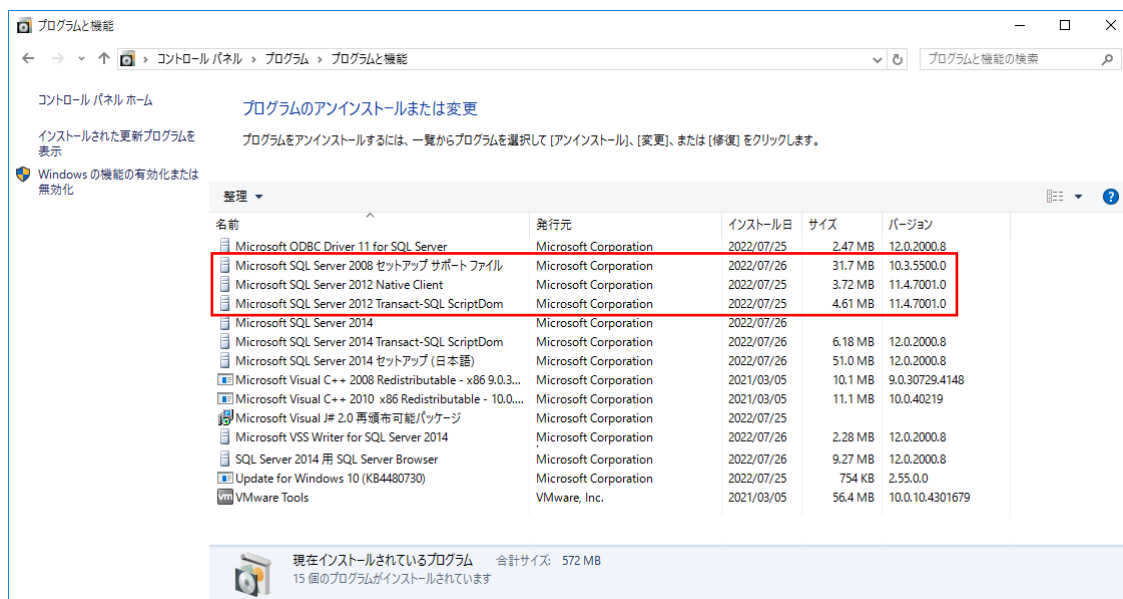 プログラムと機能
コントロール パネル › プログラム › プログラムと機能
プログラムと機能の検索
コントロール パネル ホーム
インストールされた更新プログラムを
表示
Windows の機能の有効化または
無効化
プログラムのアンインストールまたは変更
プログラムをアンインストールするには、一覧からプログラムを選択して [アンインストール]、[変更]、または [修復] をクリックします。
整理
名前 発行元 インストール日 サイズ バージョン
Microsoft ODBC Driver 11 for SQL Server Microsoft Corporation 2022/07/25 2.47 MB 12.0.2000.8
Microsoft SQL Server 2008 セットアップ サポート ファイル Microsoft Corporation 2022/07/26 31.7 MB 10.3.5500.0
Microsoft SQL Server 2012 Native Client Microsoft Corporation 2022/07/25 3.72 MB 11.4.7001.0
Microsoft SQL Server 2012 Transact-SQL ScriptDom Microsoft Corporation 2022/07/25 4.61 MB 11.4.7001.0
Microsoft SQL Server 2014 Microsoft Corporation 2022/07/26
Microsoft SQL Server 2014 Transact-SQL ScriptDom Microsoft Corporation 2022/07/26 6.18 MB 12.0.2000.8
Microsoft SQL Server 2014 セットアップ (日本語) Microsoft Corporation 2022/07/26 51.0 MB 12.0.2000.8
Microsoft Visual C++ 2008 Redistributable - x86 9.0.3... Microsoft Corporation 2021/03/05 10.1 MB 9.0.30729.4148
Microsoft Visual C++ 2010 x86 Redistributable - 10.0.... Microsoft Corporation 2021/03/05 11.1 MB 10.0.40219
Microsoft Visual J# 2.0 再頒布可能パッケージ Microsoft Corporation 2022/07/25
Microsoft VSS Writer for SQL Server 2014 Microsoft Corporation 2022/07/26 2.28 MB 12.0.2000.8
SQL Server 2014 用 SQL Server Browser Microsoft Corporation 2022/07/26 9.27 MB 12.0.2000.8
Update for Windows 10 (KB4480730) Microsoft Corporation 2022/07/25 754 KB 2.55.0.0
vm VMware Tools VMware, Inc. 2021/03/05 56.4 MB 10.0.10.4301679
現在インストールされているプログラム 合計サイズ: 572 MB
15 個のプログラムがインストールされています